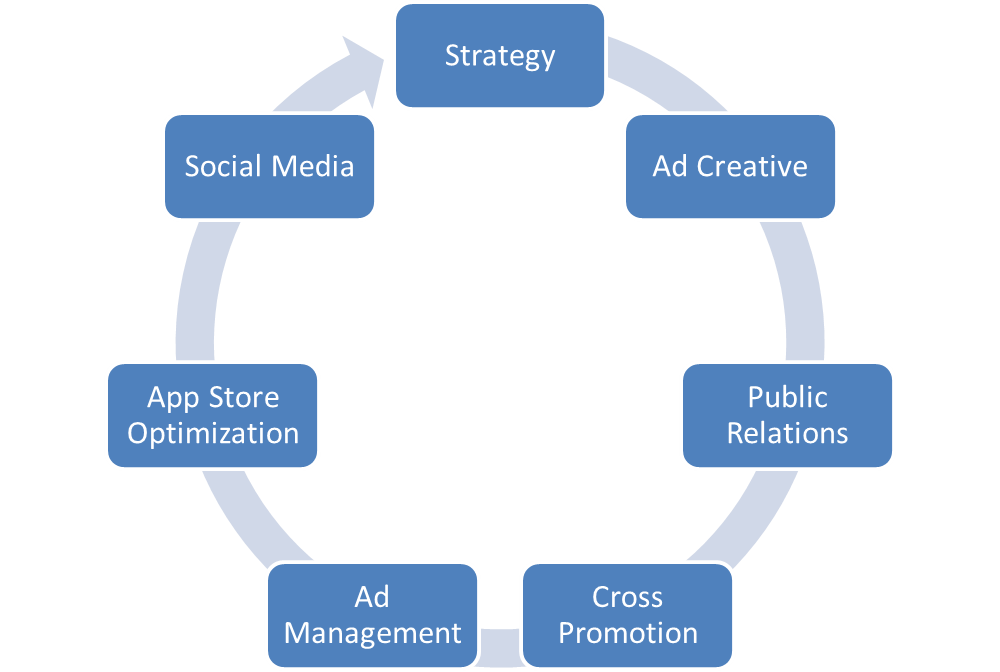 Strategy
Ad Creative
Public
Relations
Cross
Promotion
Ad
Management
App Store
Optimization
Social Media